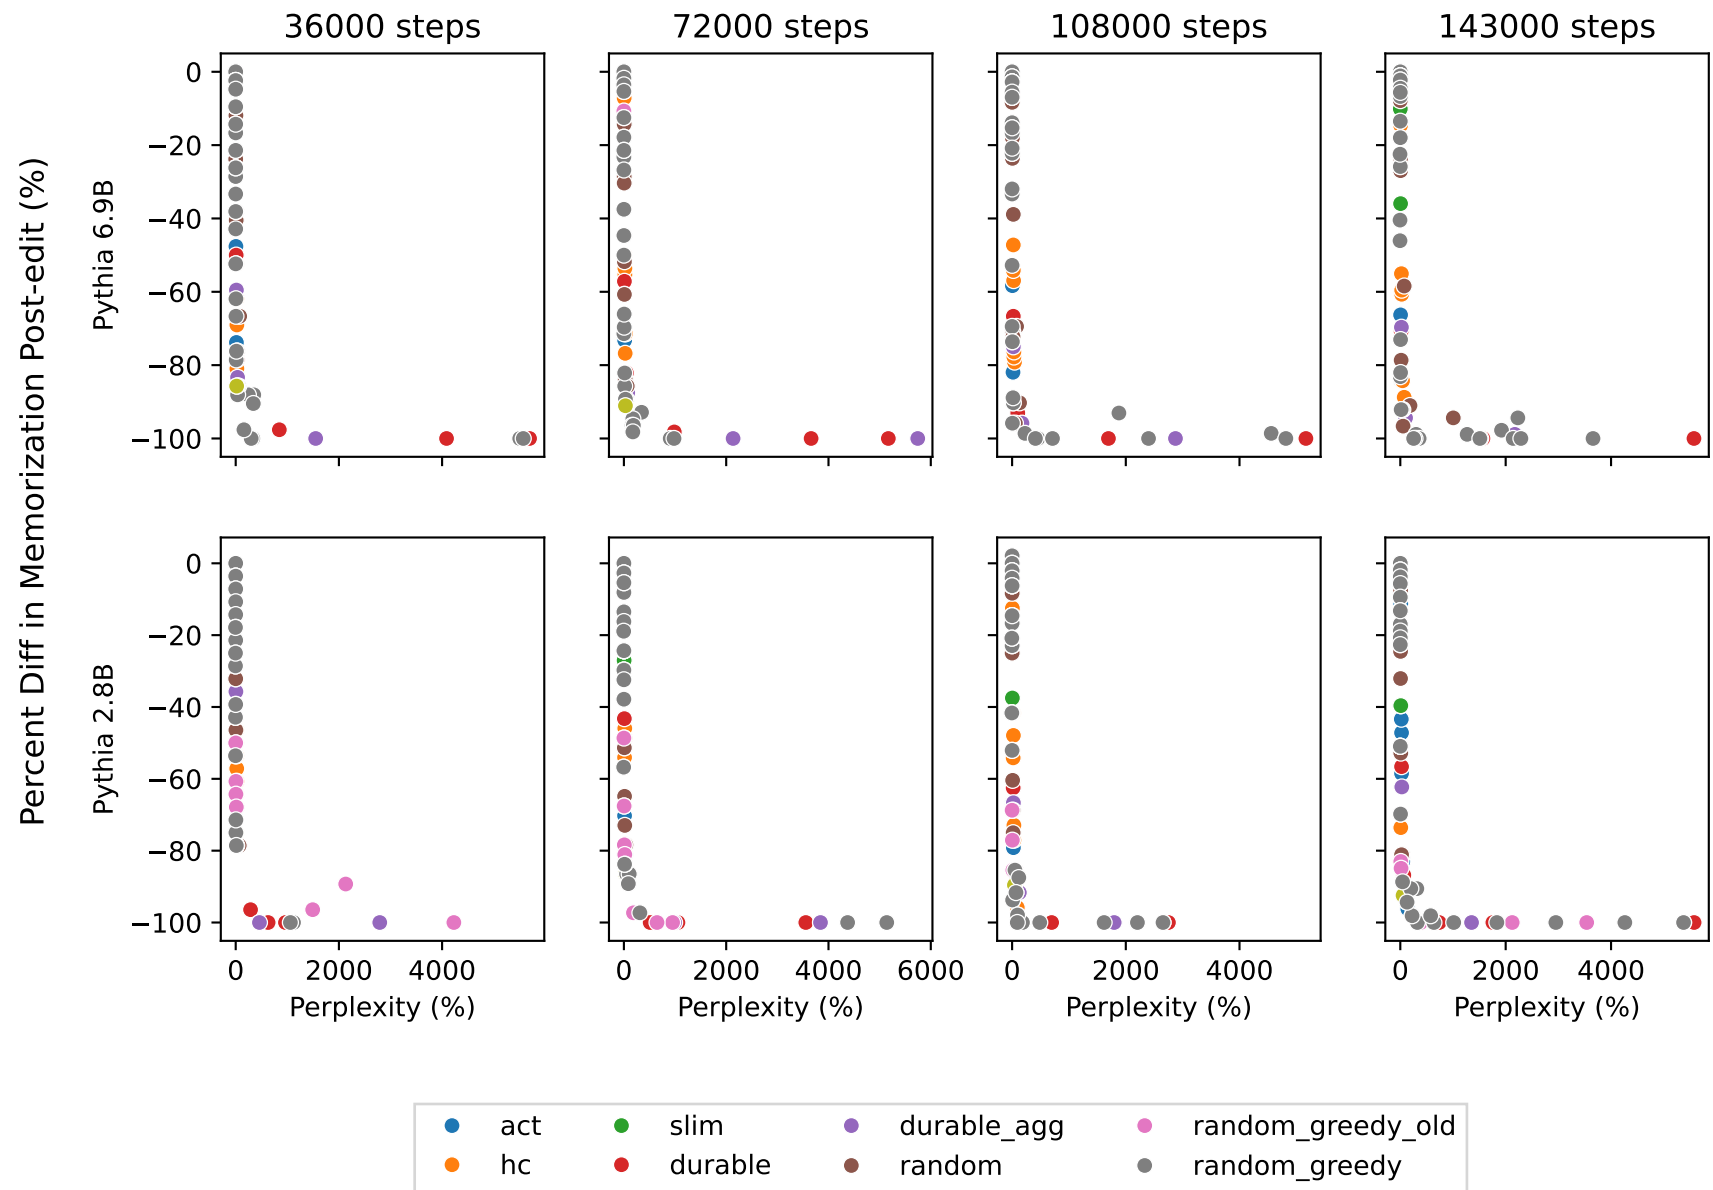 36000 steps
72000 steps
108000 steps
143000 steps
Percent Diff in Memorization Post-edit (%)
Pythia 6.9B
0
−20
−40
−60
−80
−100
Pythia 2.8B
0
−20
−40
−60
−80
−100
0 2000 4000
0 2000 4000 6000
0 2000 4000
0 2000 4000
Perplexity (%)
Perplexity (%)
Perplexity (%)
Perplexity (%)
act
hc
slim
durable
durable_agg
random
random_greedy_old
random_greedy